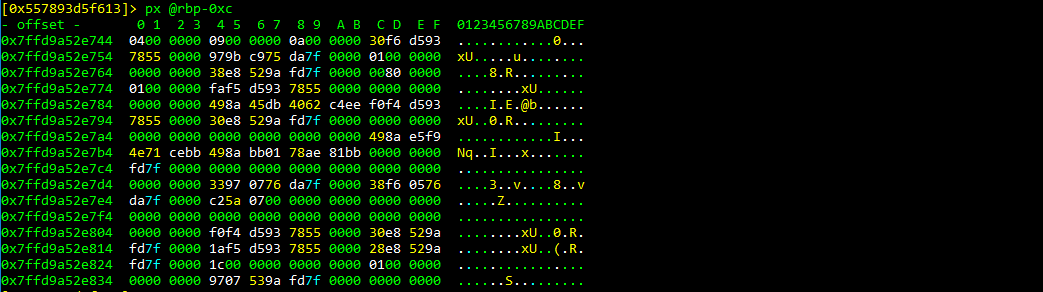 [0x557893d5f613]> px @rbp-0xc
- offset -       0 1  2 3  4 5  6 7  8 9  A B  C D  E F  0123456789ABCDEF
0x7ffd9a52e744  0400 0000 0900 0000 0a00 0000 30f6 d593  ............0...
0x7ffd9a52e754  7855 0000 979b c975 da7f 0000 0100 0000  xU.....u........
0x7ffd9a52e764  0000 0000 38e8 529a fd7f 0000 0080 0000  ....8.R.........
0x7ffd9a52e774  0100 0000 faf5 d593 7855 0000 0000 0000  ........xU......
0x7ffd9a52e784  0000 0000 498a 45db 4062 c4ee f0f4 d593  ....I.E.@b......
0x7ffd9a52e794  7855 0000 30e8 529a fd7f 0000 0000 0000  xU..0.R.........
0x7ffd9a52e7a4  0000 0000 0000 0000 0000 0000 498a e5f9  ............I...
0x7ffd9a52e7b4  4e71 cebb 498a bb01 78ae 81bb 0000 0000  Nq..I...x.......
0x7ffd9a52e7c4  fd7f 0000 0000 0000 0000 0000 0000 0000  ................
0x7ffd9a52e7d4  0000 0000 3397 0776 da7f 0000 38f6 0576  ....3..v....8..v
0x7ffd9a52e7e4  da7f 0000 c25a 0700 0000 0000 0000 0000  .....Z..........
0x7ffd9a52e7f4  0000 0000 0000 0000 0000 0000 0000 0000  ................
0x7ffd9a52e804  0000 0000 f0f4 d593 7855 0000 30e8 529a  ........xU..0.R.
0x7ffd9a52e814  fd7f 0000 1af5 d593 7855 0000 28e8 529a  ........xU..(.R.
0x7ffd9a52e824  fd7f 0000 1c00 0000 0000 0000 0100 0000  ................
0x7ffd9a52e834  0000 0000 9707 539a fd7f 0000 0000 0000  ......S.........